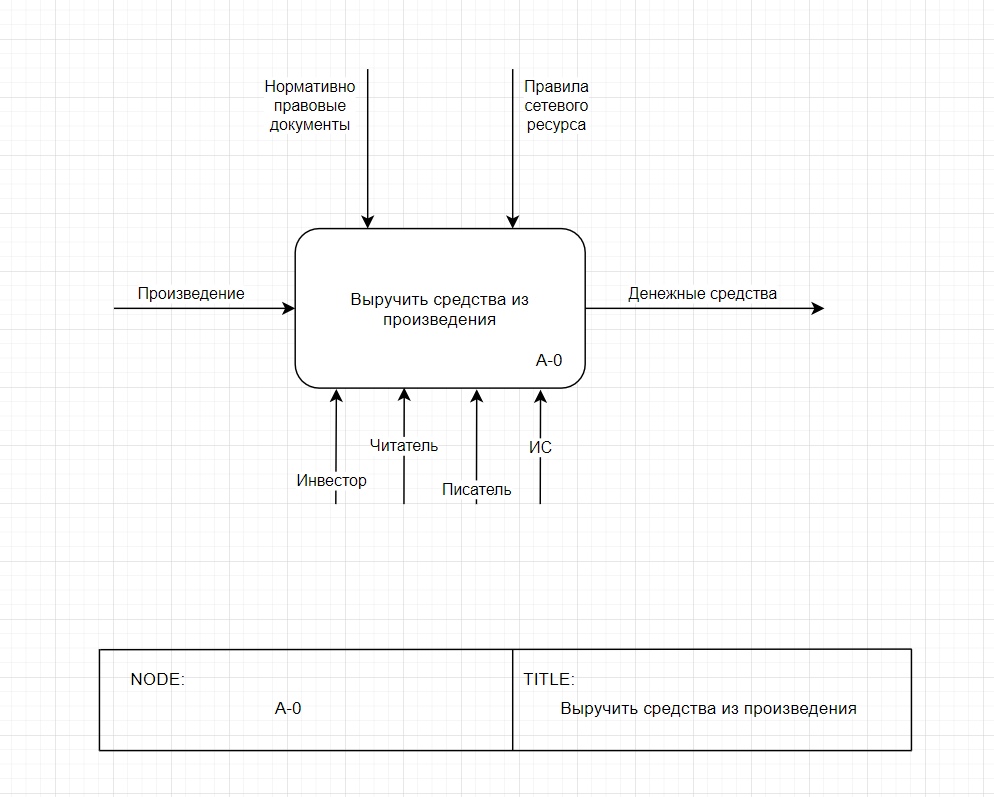 Нормативно
правовые
документы
Правила
сетевого
ресурса
Произведение
Выручить средства из
произведения
А-0
Денежные средства
Инвестор
Читатель
Писатель
ИС
NODE:
А-0
TITLE:
Выручить средства из произведения